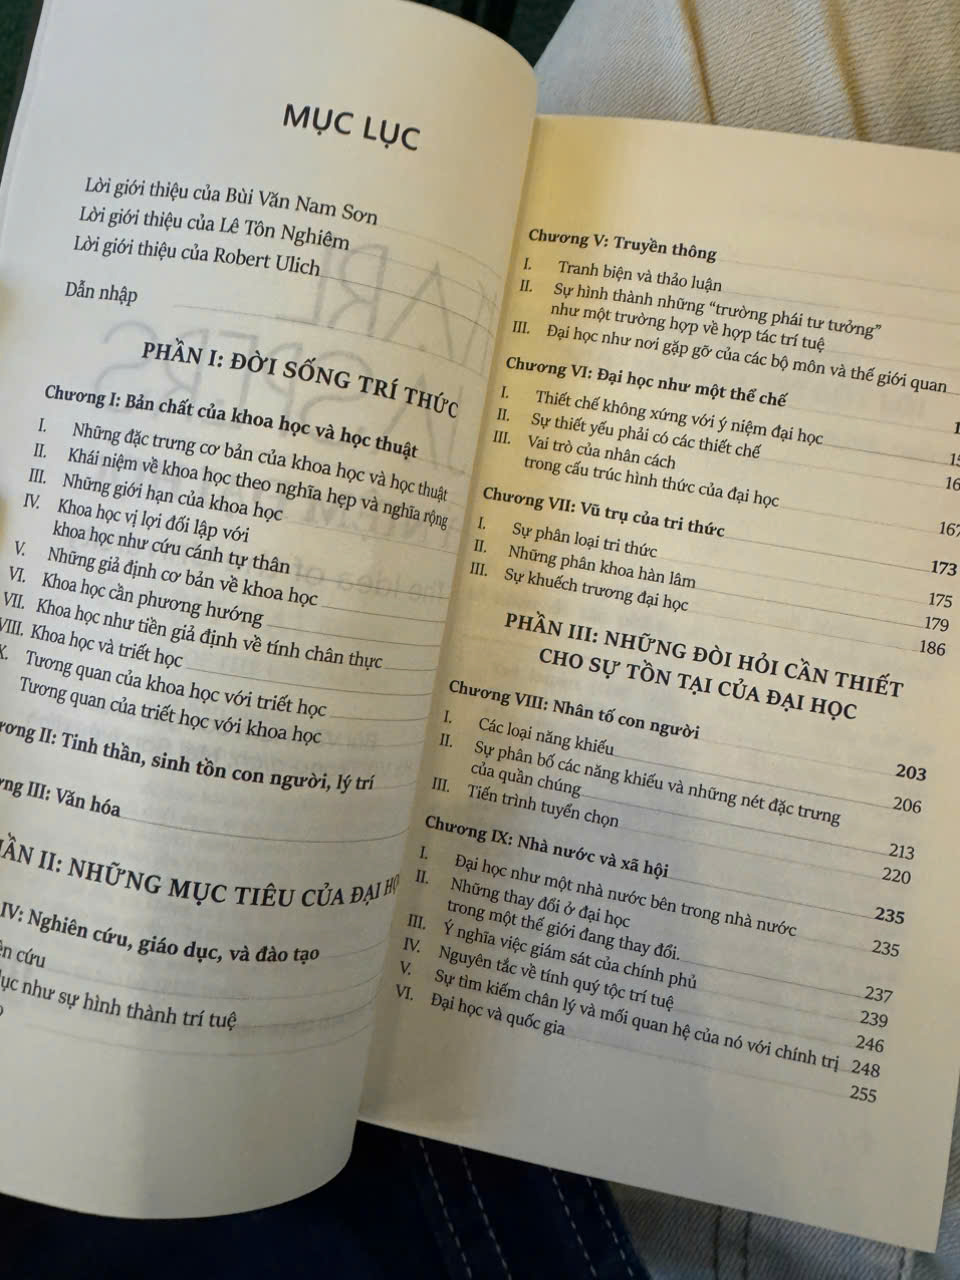 MỤC LỤC
Lời giới thiệu của Bùi Văn Nam Sơn
Lời giới thiệu của Lê Tôn Nghiêm
Lời giới thiệu của Robert Ulich
Dẫn nhập
PHẦN I: ĐỜI SỐNG TRÍ THỨC
Chương I: Bản chất của khoa học và học thuật
I. Những đặc trưng cơ bản của khoa học và học thuật
II. Khái niệm về khoa học theo nghĩa hẹp và nghĩa rộng
III. Những giới hạn của khoa học
IV. Khoa học vị lợi đối lập với
khoa học như cứu cánh tự thân
V. Những giả định cơ bản về khoa học
VI. Khoa học cần phương hướng
VII. Khoa học như tiền giả định về tính chân thực
VIII. Khoa học và triết học
X. Tương quan của khoa học với triết học
Tương quan của triết học với khoa học
ương II: Tinh thần, sinh tồn con người, lý trí
ơng III: Văn hóa
ẦN II: NHỮNG MỤC TIÊU CỦA ĐẠI HỌ
IV: Nghiên cứu, giáo dục, và đào tạo
ên cứu
dục như sự hình thành trí tuệ
Chương V: Truyền thông
I. Tranh biện và thảo luận
II. Sự hình thành những “trường phái tư tưởng”
như một trường hợp về hợp tác trí tuệ
III. Đại học như nơi gặp gỡ của các bộ môn và thế giới quan
Chương VI: Đại học như một thể chế
I. Thiết chế không xứng với ý niệm đại học 1
II. Sự thiết yếu phải có các thiết chế 15
III. Vai trò của nhân cách 16
trong cấu trúc hình thức của đại học 167
Chương VII: Vũ trụ của tri thức 173
I. Sự phân loại tri thức 175
II. Những phân khoa hàn lâm 179
III. Sự khuếch trương đại học 186
PHẦN III: NHỮNG ĐÒI HỎI CẦN THIẾT
CHO SỰ TỒN TẠI CỦA ĐẠI HỌC
Chương VIII: Nhân tố con người 203
I. Các loại năng khiếu 206
II. Sự phân bố các năng khiếu và những nét đặc trưng
của quần chúng 213
III. Tiến trình tuyển chọn 220
Chương IX: Nhà nước và xã hội 235
I. Đại học như một nhà nước bên trong nhà nước 235
II. Những thay đổi ở đại học
trong một thế giới đang thay đổi. 237
III. Ý nghĩa việc giám sát của chính phủ 239
IV. Nguyên tắc về tính quý tộc trí tuệ 246
V. Sự tìm kiếm chân lý và mối quan hệ của nó với chính trị 248
VI. Đại học và quốc gia 255